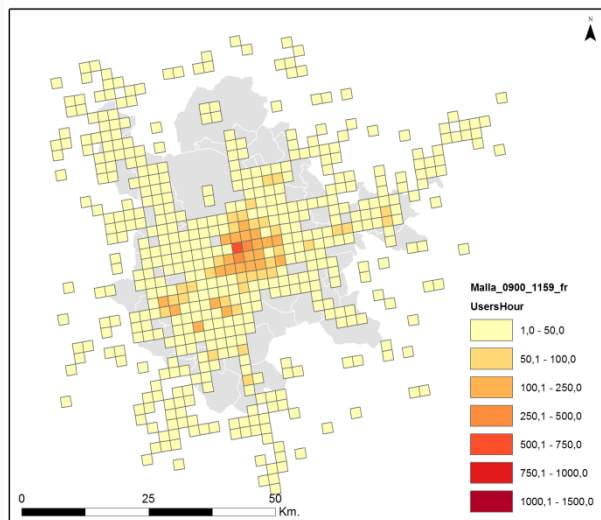 N
Malla_0900_1159_fr
UsersHour
1,0 - 50,0
50,1 - 100,0
100,1 - 250,0
250,1 - 500,0
500,1 - 750,0
750,1 - 1000,0
1000,1 - 1500,0
0 25 50
Km.